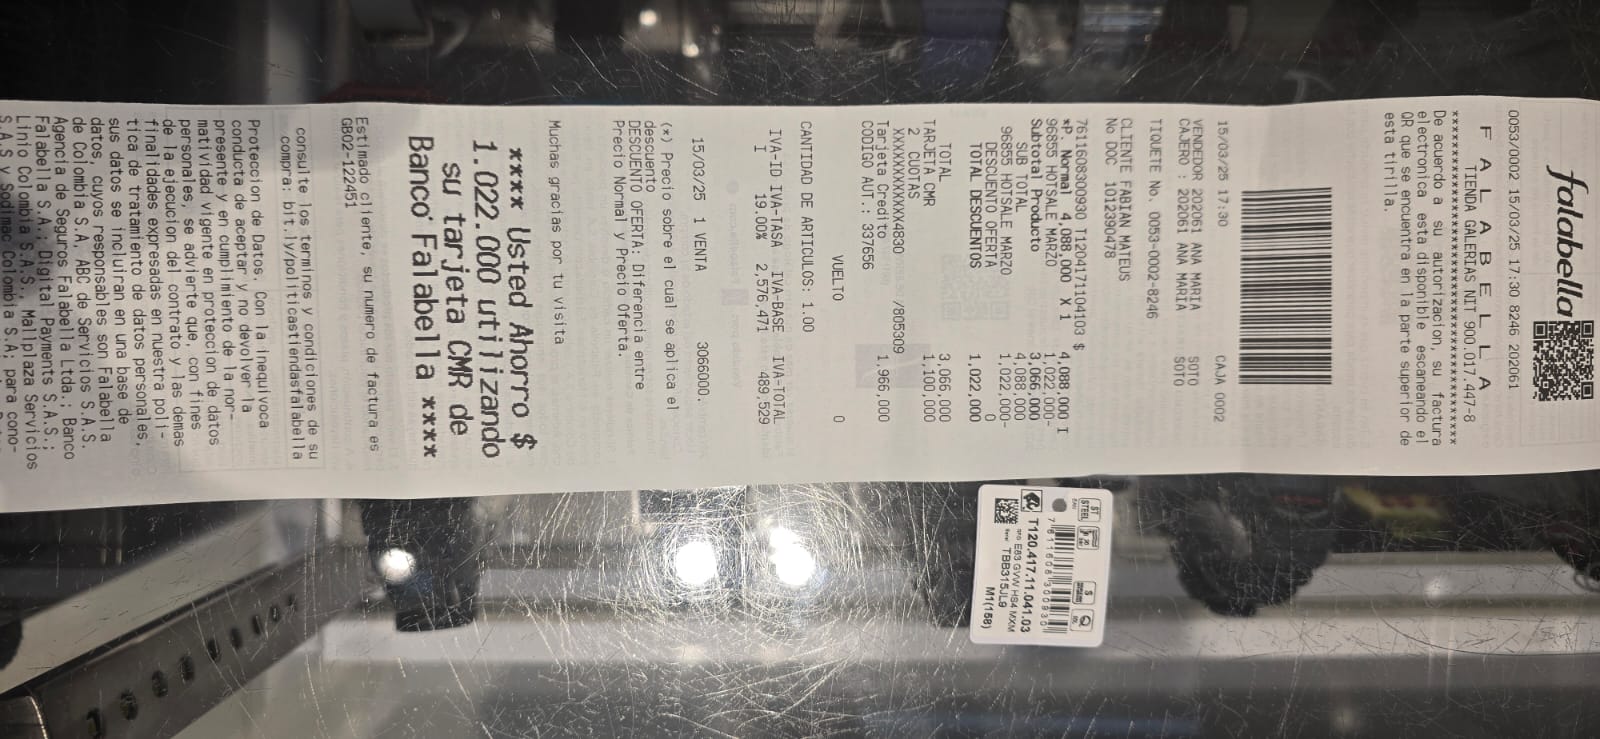 falabella
0053/0002 15/03/25 17:30 8246 202061
F A L A B E L L A
TIENDA GALERIAS NIT 900.017.447-8
De acuerdo a su autorizacion, su factura
electronica esta disponible escaneando el
QR que se encuentra en la parte superior de
esta tirilla.
15/03/25 17:30 CAJA 0002
VENDEDOR 202061 ANA MARIA SOTO
CAJERO : 202061 ANA MARIA SOTO
TIQUETE No. 0053-0002-8246
CLIENTE FABIAN MATEUS
No DOC 1012390478
7611608300930 T1204171104103 $ 4,088,000 I
*P. Normal 4,088,000 X 1
96855 HOTSALE MARZO 1,022,000-
Subtotal Producto 3,066,000
SUB TOTAL 4,088,000
96855 HOTSALE MARZO 1,022,000-
DESCUENTO OFERTA 0
TOTAL DESCUENTOS 1,022,000
TOTAL 3,066,000
TARJETA CMR 1,100,000
2 CUOTAS
XXXXXXXXXXXX4830 /805309
Tarjeta Credito 1,966,000
CODIGO AUT.: 337656
VUELTO 0
CANTIDAD DE ARTICULOS: 1.00
IVA-ID IVA-TASA IVA-BASE IVA-TOTAL
I 19.00% 2,576,471 489,529
15/03/25 1 VENTA 3066000.
(*) Precio sobre el cual se aplica el
descuento
DESCUENTO OFERTA: Diferencia entre
Precio Normal y Precio Oferta.
Muchas gracias por tu visita
**** Usted Ahorro $
1.022.000 utilizando
su tarjeta CMR de
Banco Falabella ****
Estimado cliente, su numero de factura es
GB02-122451
consulte los terminos y condiciones de su
compra: bit.ly/politicastiendasfalabella
Proteccion de Datos. Con la inequivoca
conducta de aceptar y no devolver la
presente y en cumplimiento de la nor-
matividad vigente en proteccion de datos
personales, se advierte que, con fines
de la ejecucion del contrato y las demas
finalidades expresadas en nuestra poli-
tica de tratamiento de datos personales,
sus datos se incluiran en una base de
datos, cuyos responsables son Falabella
de Colombia S.A, ABC de Servicios S.A.S.
Agencia de Seguros Falabella Ltda.; Banco
Falabella S.A., Digital Payments S.A.S.;
Linio Colombia S.A.S., Mallplaza Servicios
S.A.S y Sodimac Colombia S.A; para
ST
STEEL
7611608300930
T120.417.11.041.03
E83 GVW HS4 MXM
TBB315JL9
M1(158)